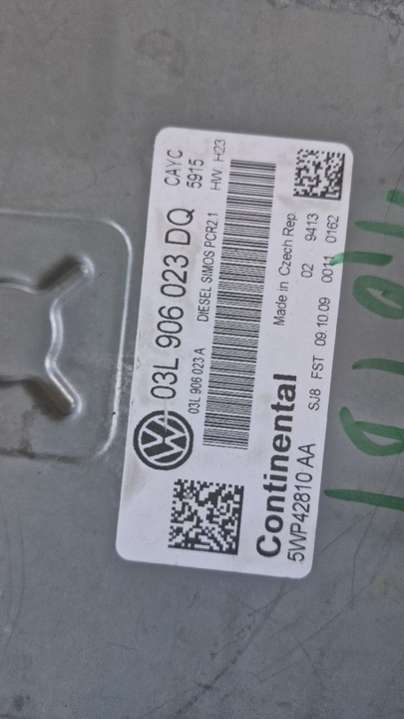 03L 906 023 DQ CAYC
5915
03L 906 023 A DIESEL SIMOS PCR2.1 HW H23
Continental Made in Czech Rep 02 9413
5WP42810 AA SJ8 FST 09.10.09 0011 0162